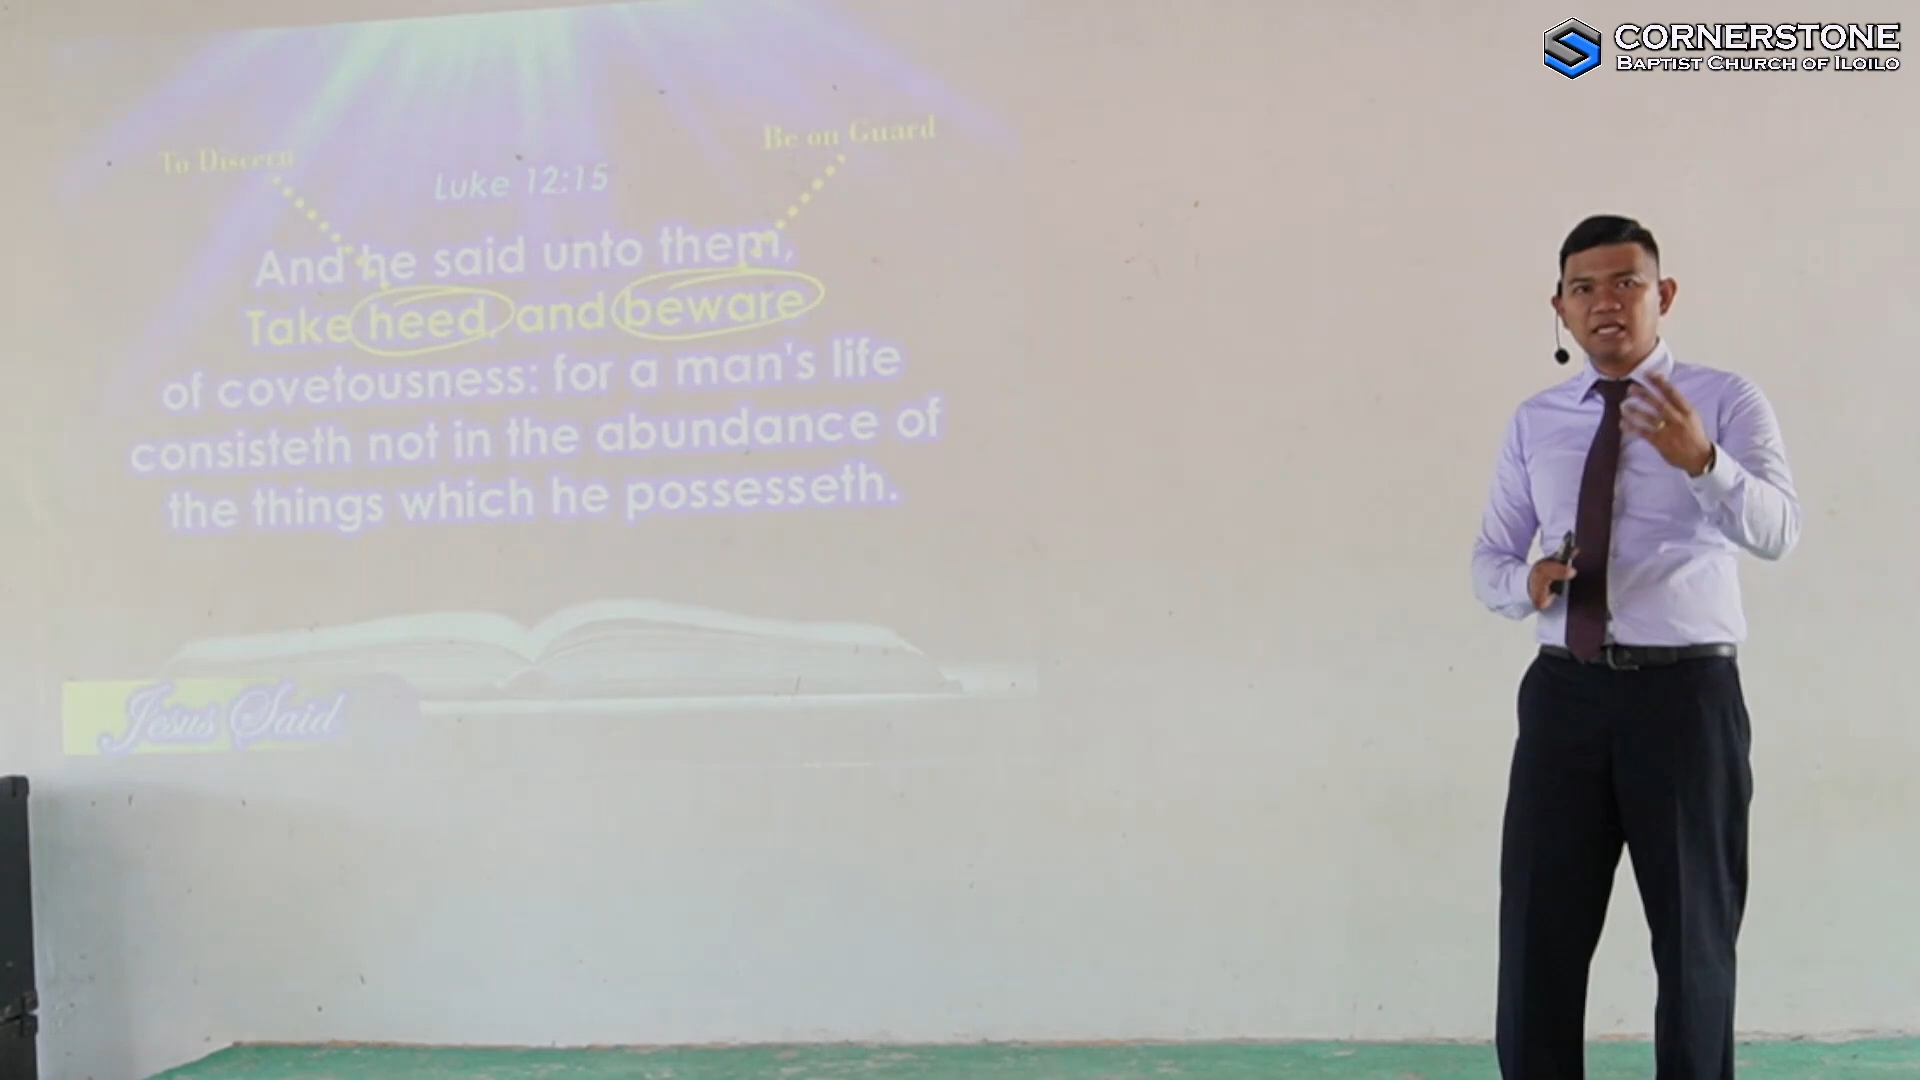 CORNERSTONE
BAPTIST CHURCH OF ILOILO
To Discern
Be on Guard
Luke 12:15
And he said unto them,
Take heed, and beware
of covetousness: for a man's life
consisteth not in the abundance of
the things which he possesseth.
Jesus Said